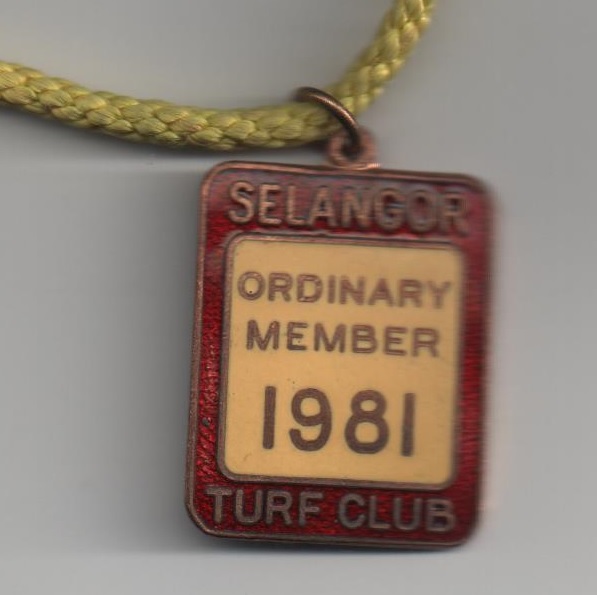 SELANGOR
ORDINARY
MEMBER
1981
TURF CLUB